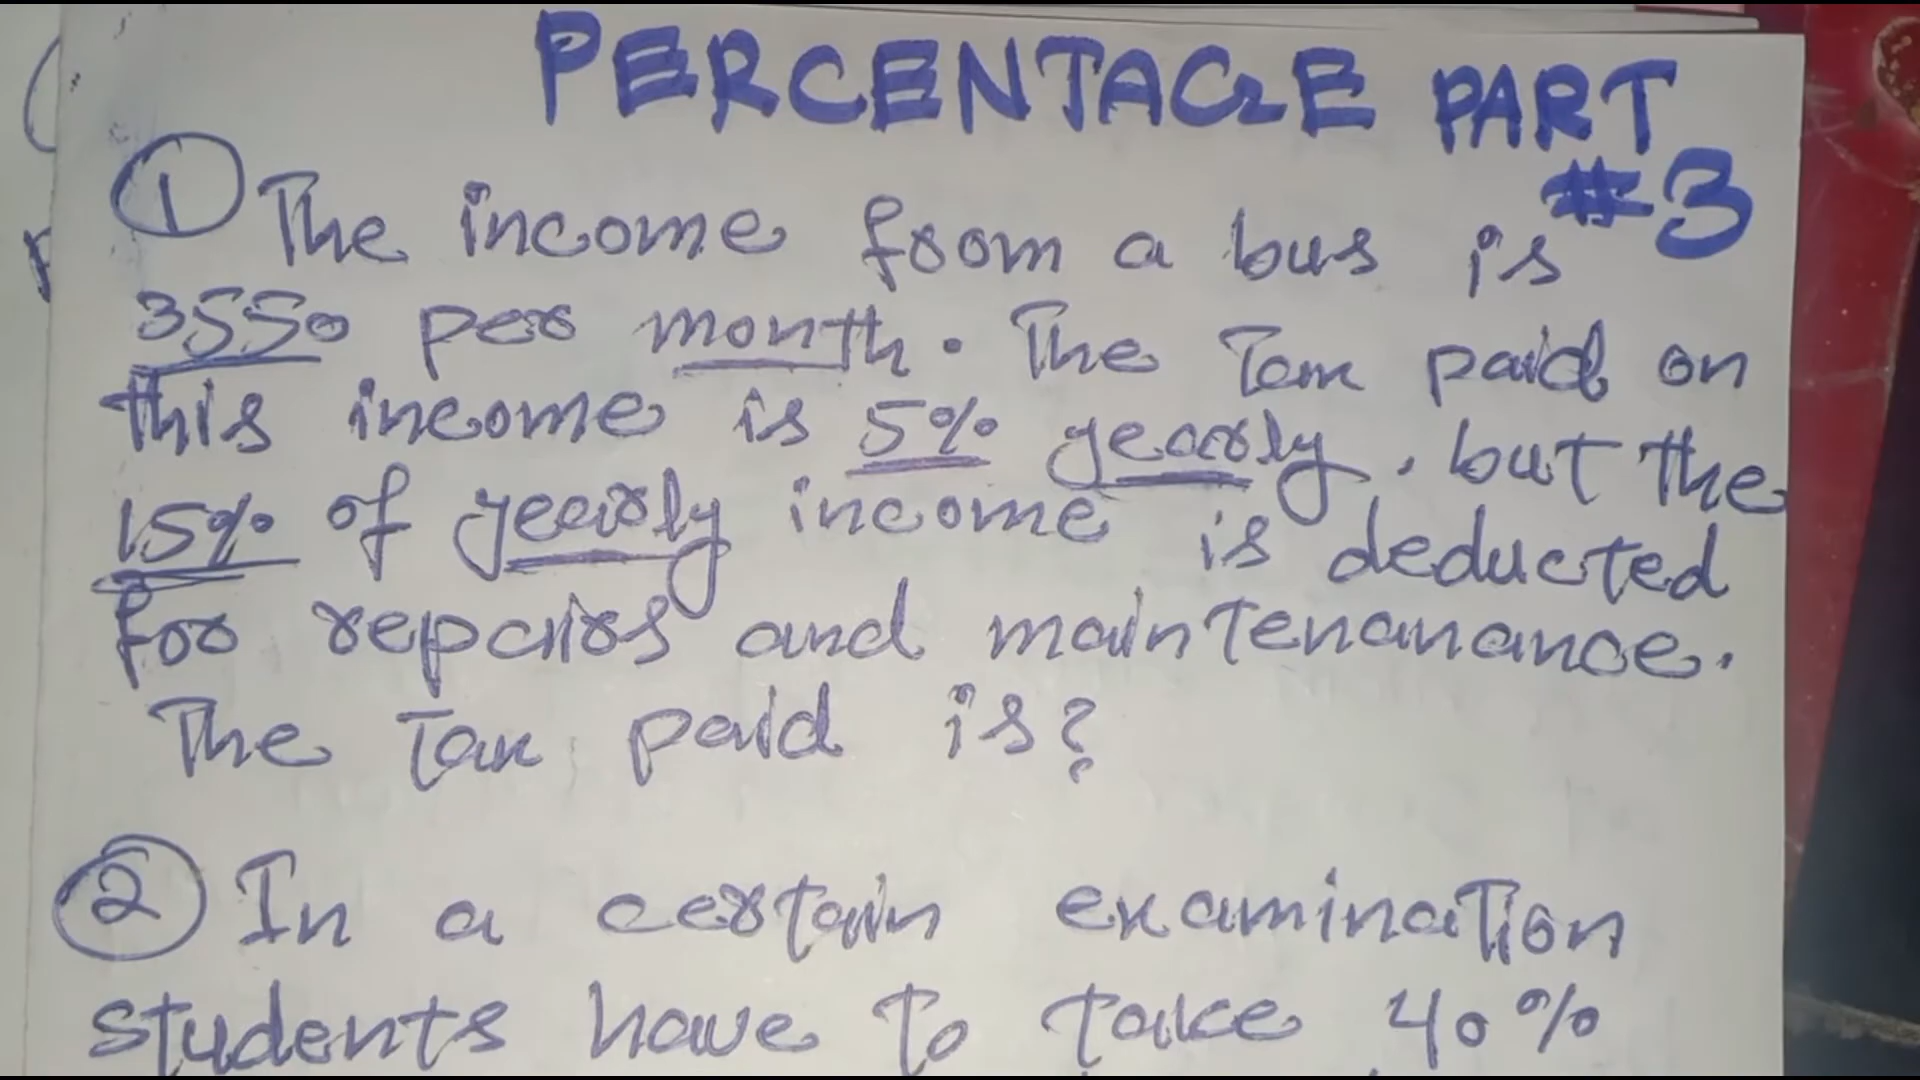 PERCENTAGE PART
#3
① The income from a bus is
3550 per month. The Tax paid on
this income is 5% yearly, but the
15% of yearly income is deducted
for repairs and maintenanance.
The Tax paid is?
② In a certain examination
students have to take 40%